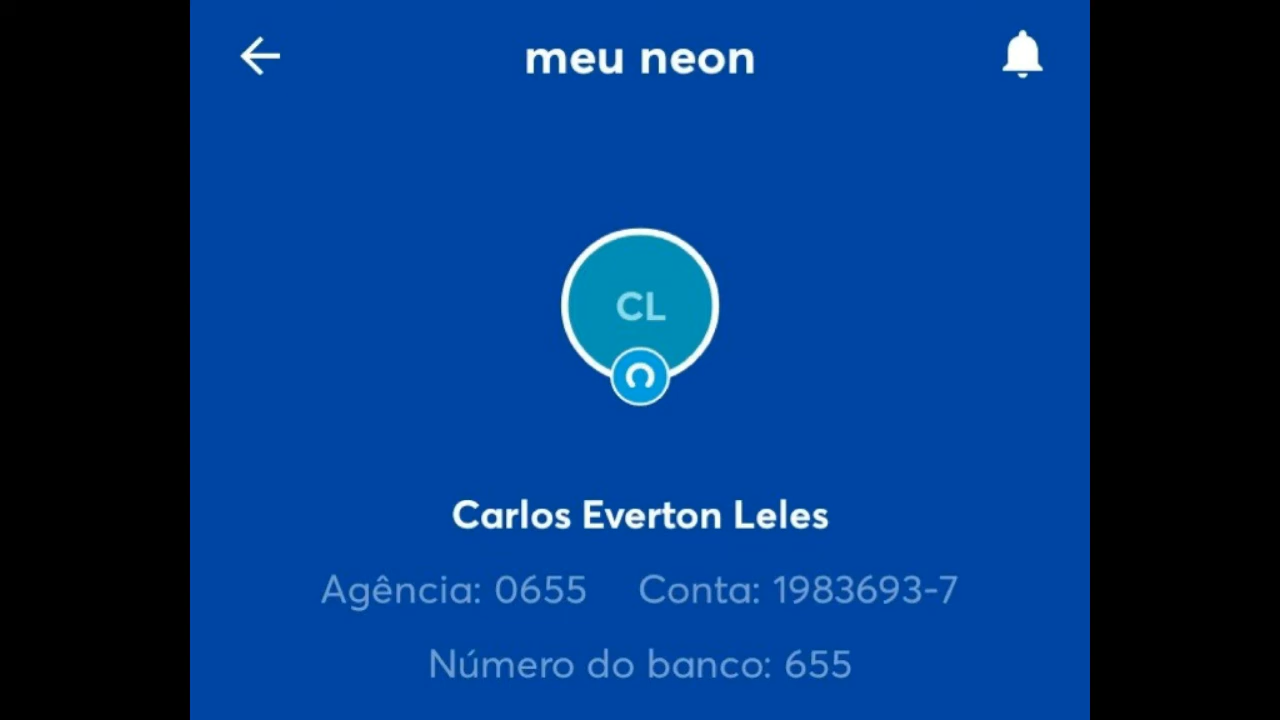 meu neon
CL
Carlos Everton Leles
Agência: 0655 Conta: 1983693-7
Número do banco: 655